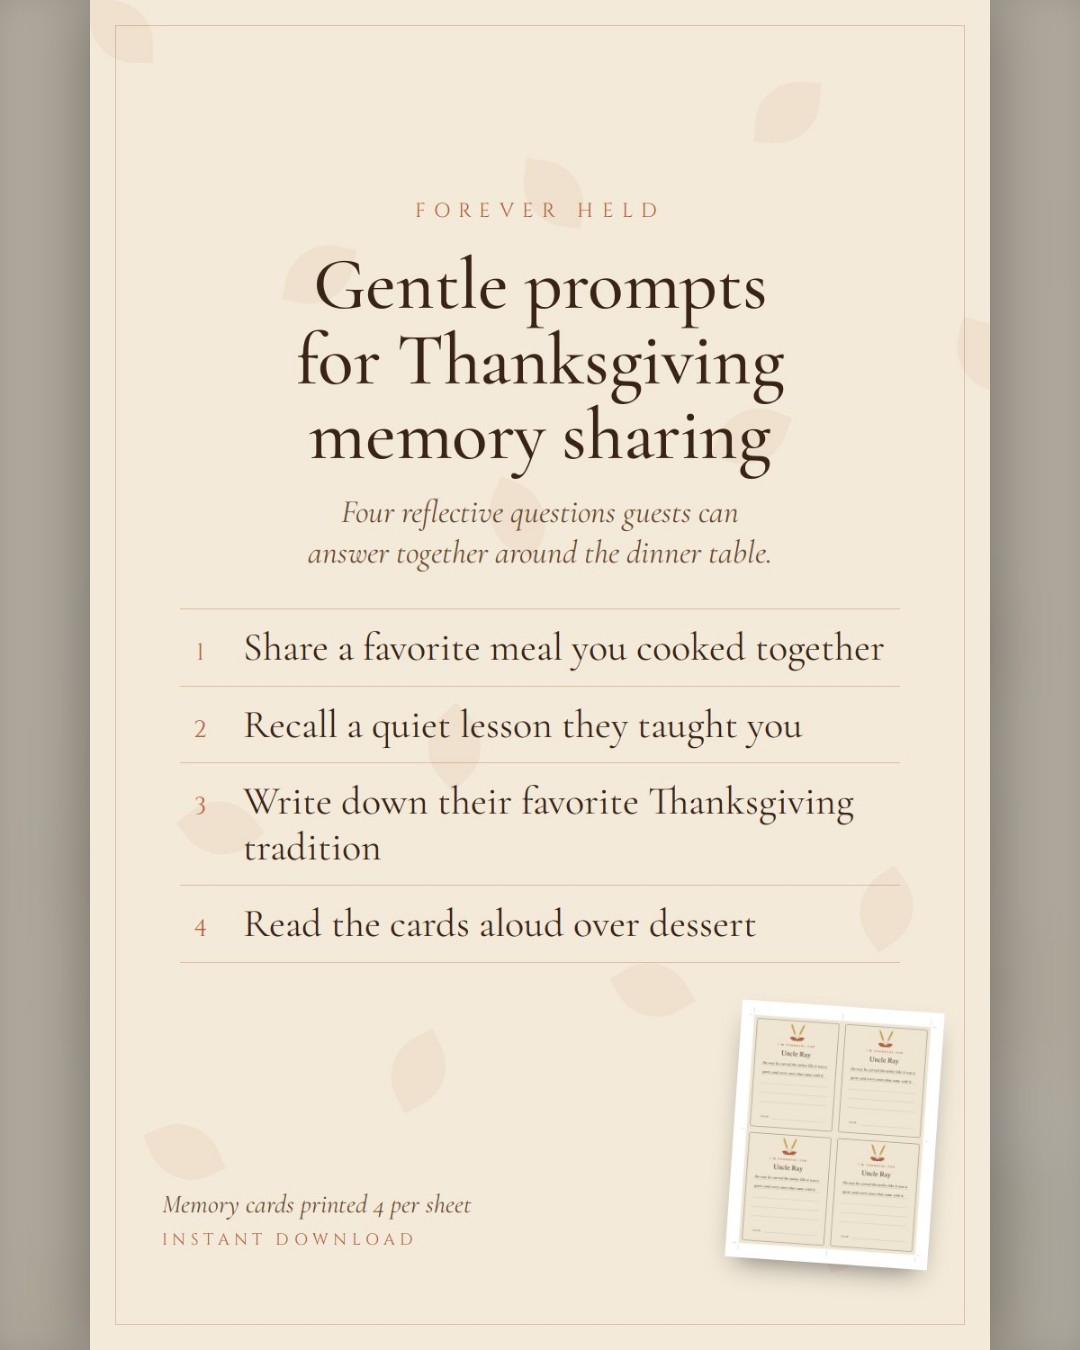 FOREVER HELD
Gentle prompts
for Thanksgiving
memory sharing
Four reflective questions guests can
answer together around the dinner table.
1 Share a favorite meal you cooked together
2 Recall a quiet lesson they taught you
3 Write down their favorite Thanksgiving
tradition
4 Read the cards aloud over dessert
Memory cards printed 4 per sheet
INSTANT DOWNLOAD
Uncle Ray
Uncle Ray
Uncle Ray
Uncle Ray